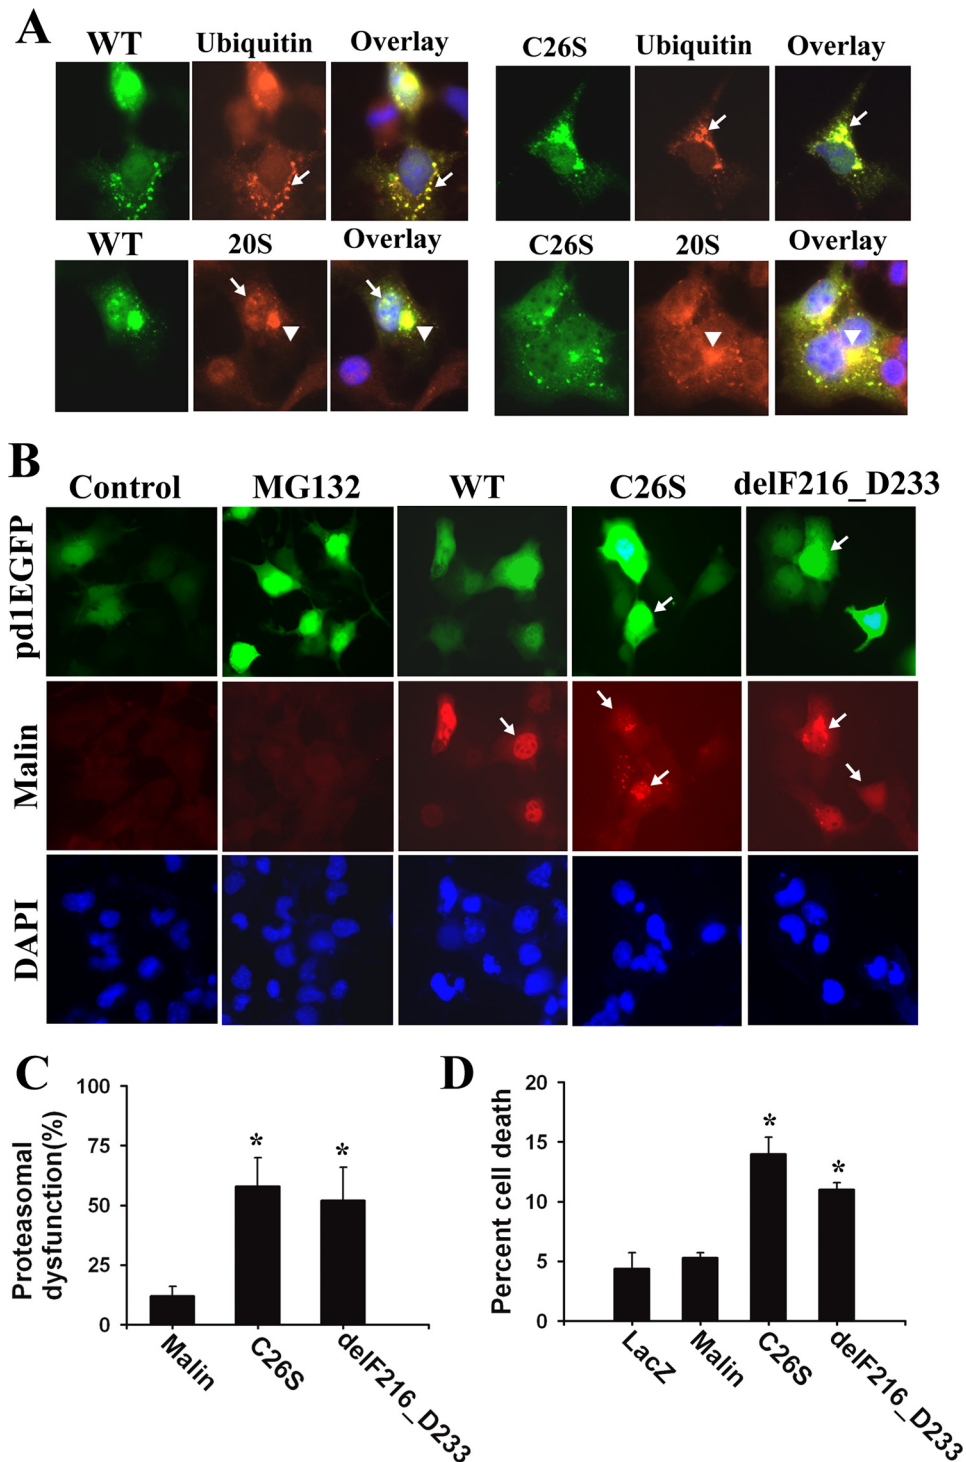 A
WT Ubiquitin Overlay C26S Ubiquitin Overlay
WT 20S Overlay C26S 20S Overlay
B
Control MG132 WT C26S delF216_D233
pd1EGFP
Malin
DAPI
C
Proteasomal
dysfunction(%)
100
75
50
25
0
Malin C26S delF216_D233
*
*
D
Percent cell death
20
15
10
5
0
LacZ Malin C26S delF216_D233
*
*